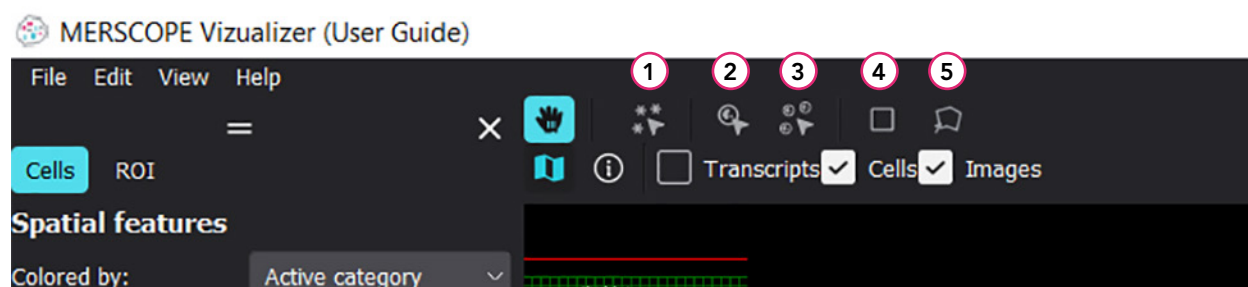 MERSCOPE Vizualizer (User Guide)
File Edit View Help
1 2 3 4 5
Cells ROI
Transcripts Cells Images
Spatial features
Colored by: Active category